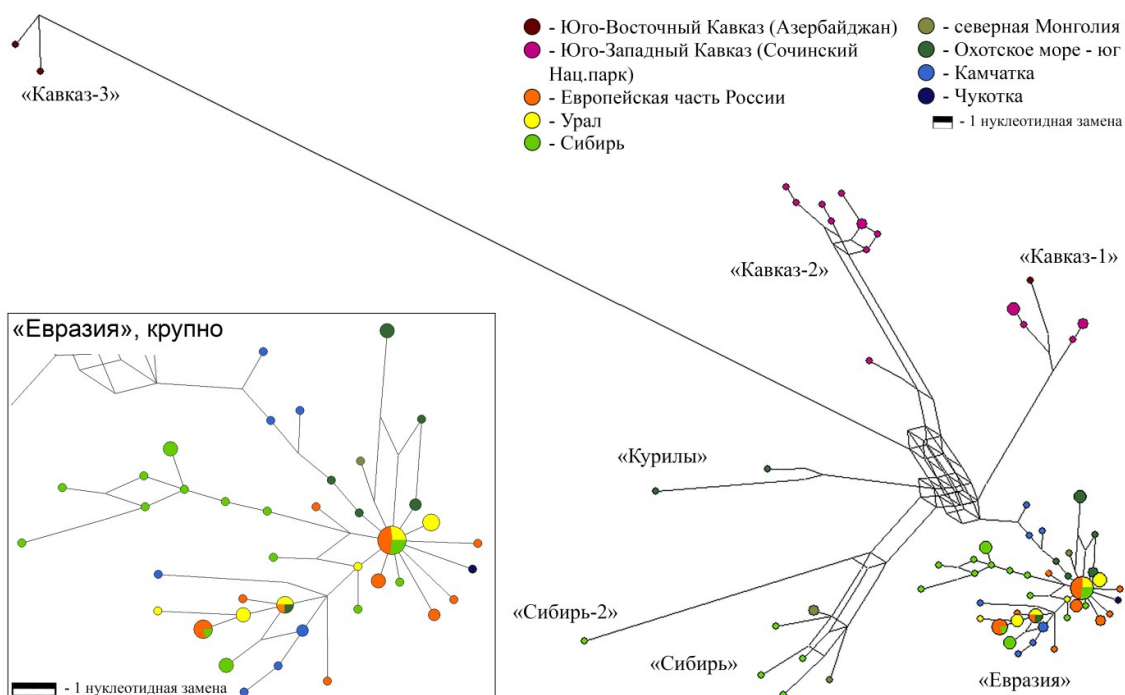 - Юго-Восточный Кавказ (Азербайджан)
- Юго-Западный Кавказ (Сочинский
Нац.парк)
- Европейская часть России
- Урал
- Сибирь
- северная Монголия
- Охотское море - юг
- Камчатка
- Чукотка
- 1 нуклеотидная замена
«Кавказ-3»
«Кавказ-2»
«Кавказ-1»
«Курилы»
«Сибирь-2»
«Сибирь»
«Евразия»
«Евразия», крупно
- 1 нуклеотидная замена